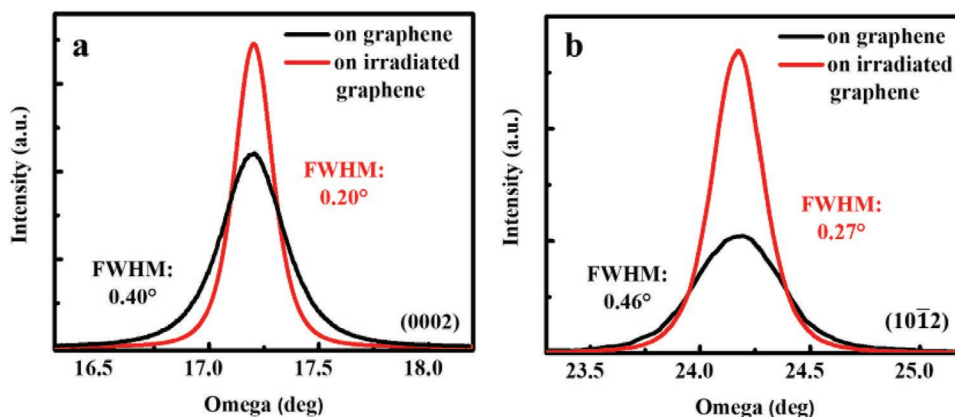 a
on graphene
on irradiated
graphene
Intensity (a.u.)
FWHM:
0.20°
FWHM:
0.40°
(0002)
16.5 17.0 17.5 18.0
Omega (deg)
b
on graphene
on irradiated
graphene
Intensity (a.u.)
FWHM:
0.27°
FWHM:
0.46°
(101̅2)
23.5 24.0 24.5 25.0
Omega (deg)